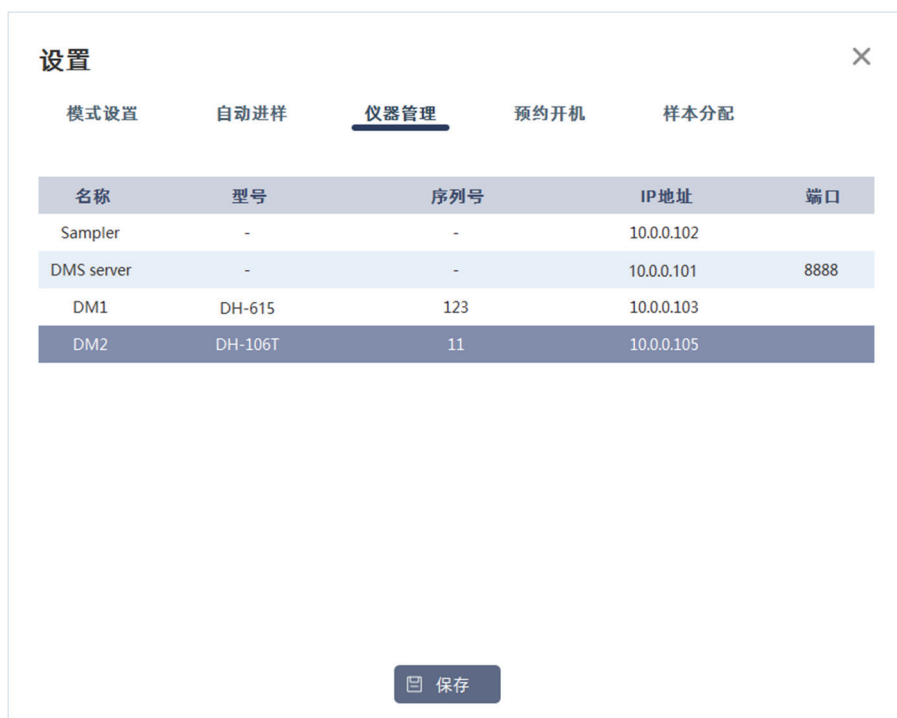 设置
模式设置 自动进样 仪器管理 预约开机 样本分配
名称 型号 序列号 IP地址 端口
Sampler - - 10.0.0.102
DMS server - - 10.0.0.101 8888
DM1 DH-615 123 10.0.0.103
DM2 DH-106T 11 10.0.0.105
保存